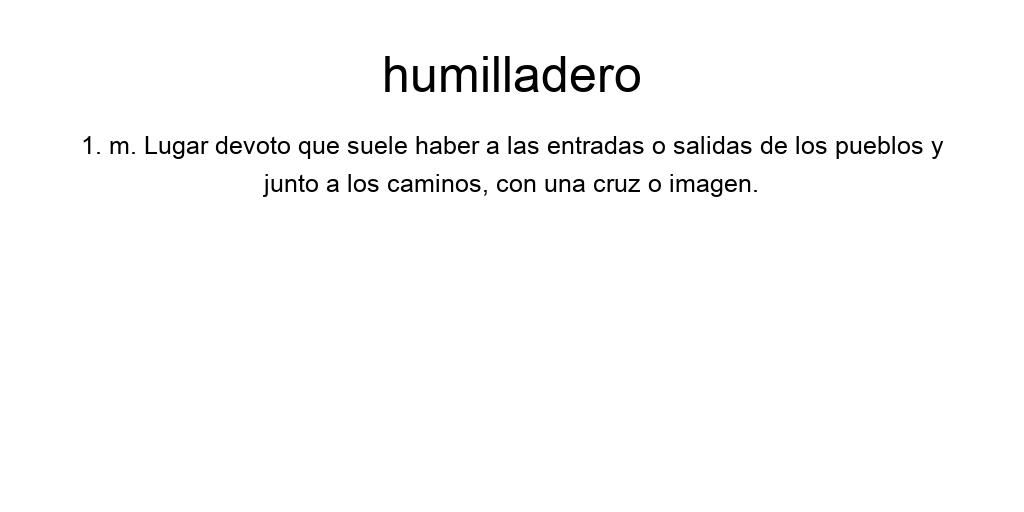 humilladero
1. m. Lugar devoto que suele haber a las entradas o salidas de los pueblos y
junto a los caminos, con una cruz o imagen.